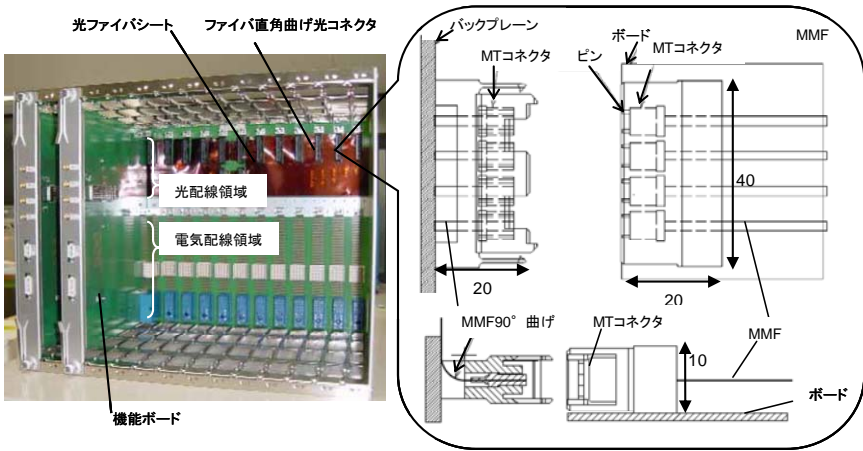 光ファイバシート
ファイバ直角曲げ光コネクタ
光配線領域
電気配線領域
機能ボード
バックプレーン
MTコネクタ
ピン
ボード
MTコネクタ
MMF
20
40
20
MMF90°曲げ
MTコネクタ
10
MMF
ボード